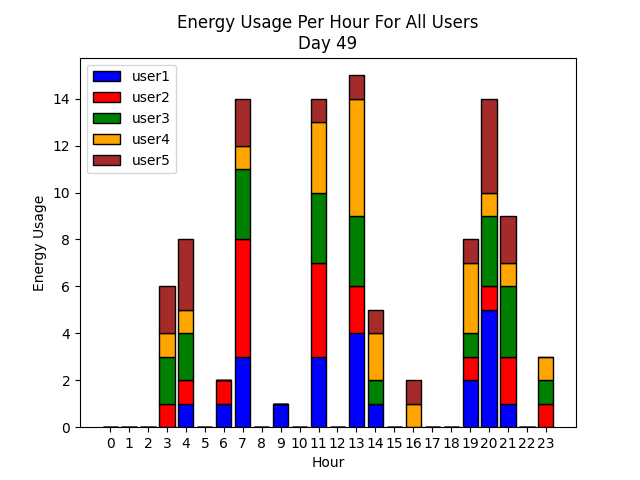 Energy Usage Per Hour For All Users
Day 49
user1
user2
user3
user4
user5
Energy Usage
14
12
10
8
6
4
2
0
0 1 2 3 4 5 6 7 8 9 10 11 12 13 14 15 16 17 18 19 20 21 22 23
Hour